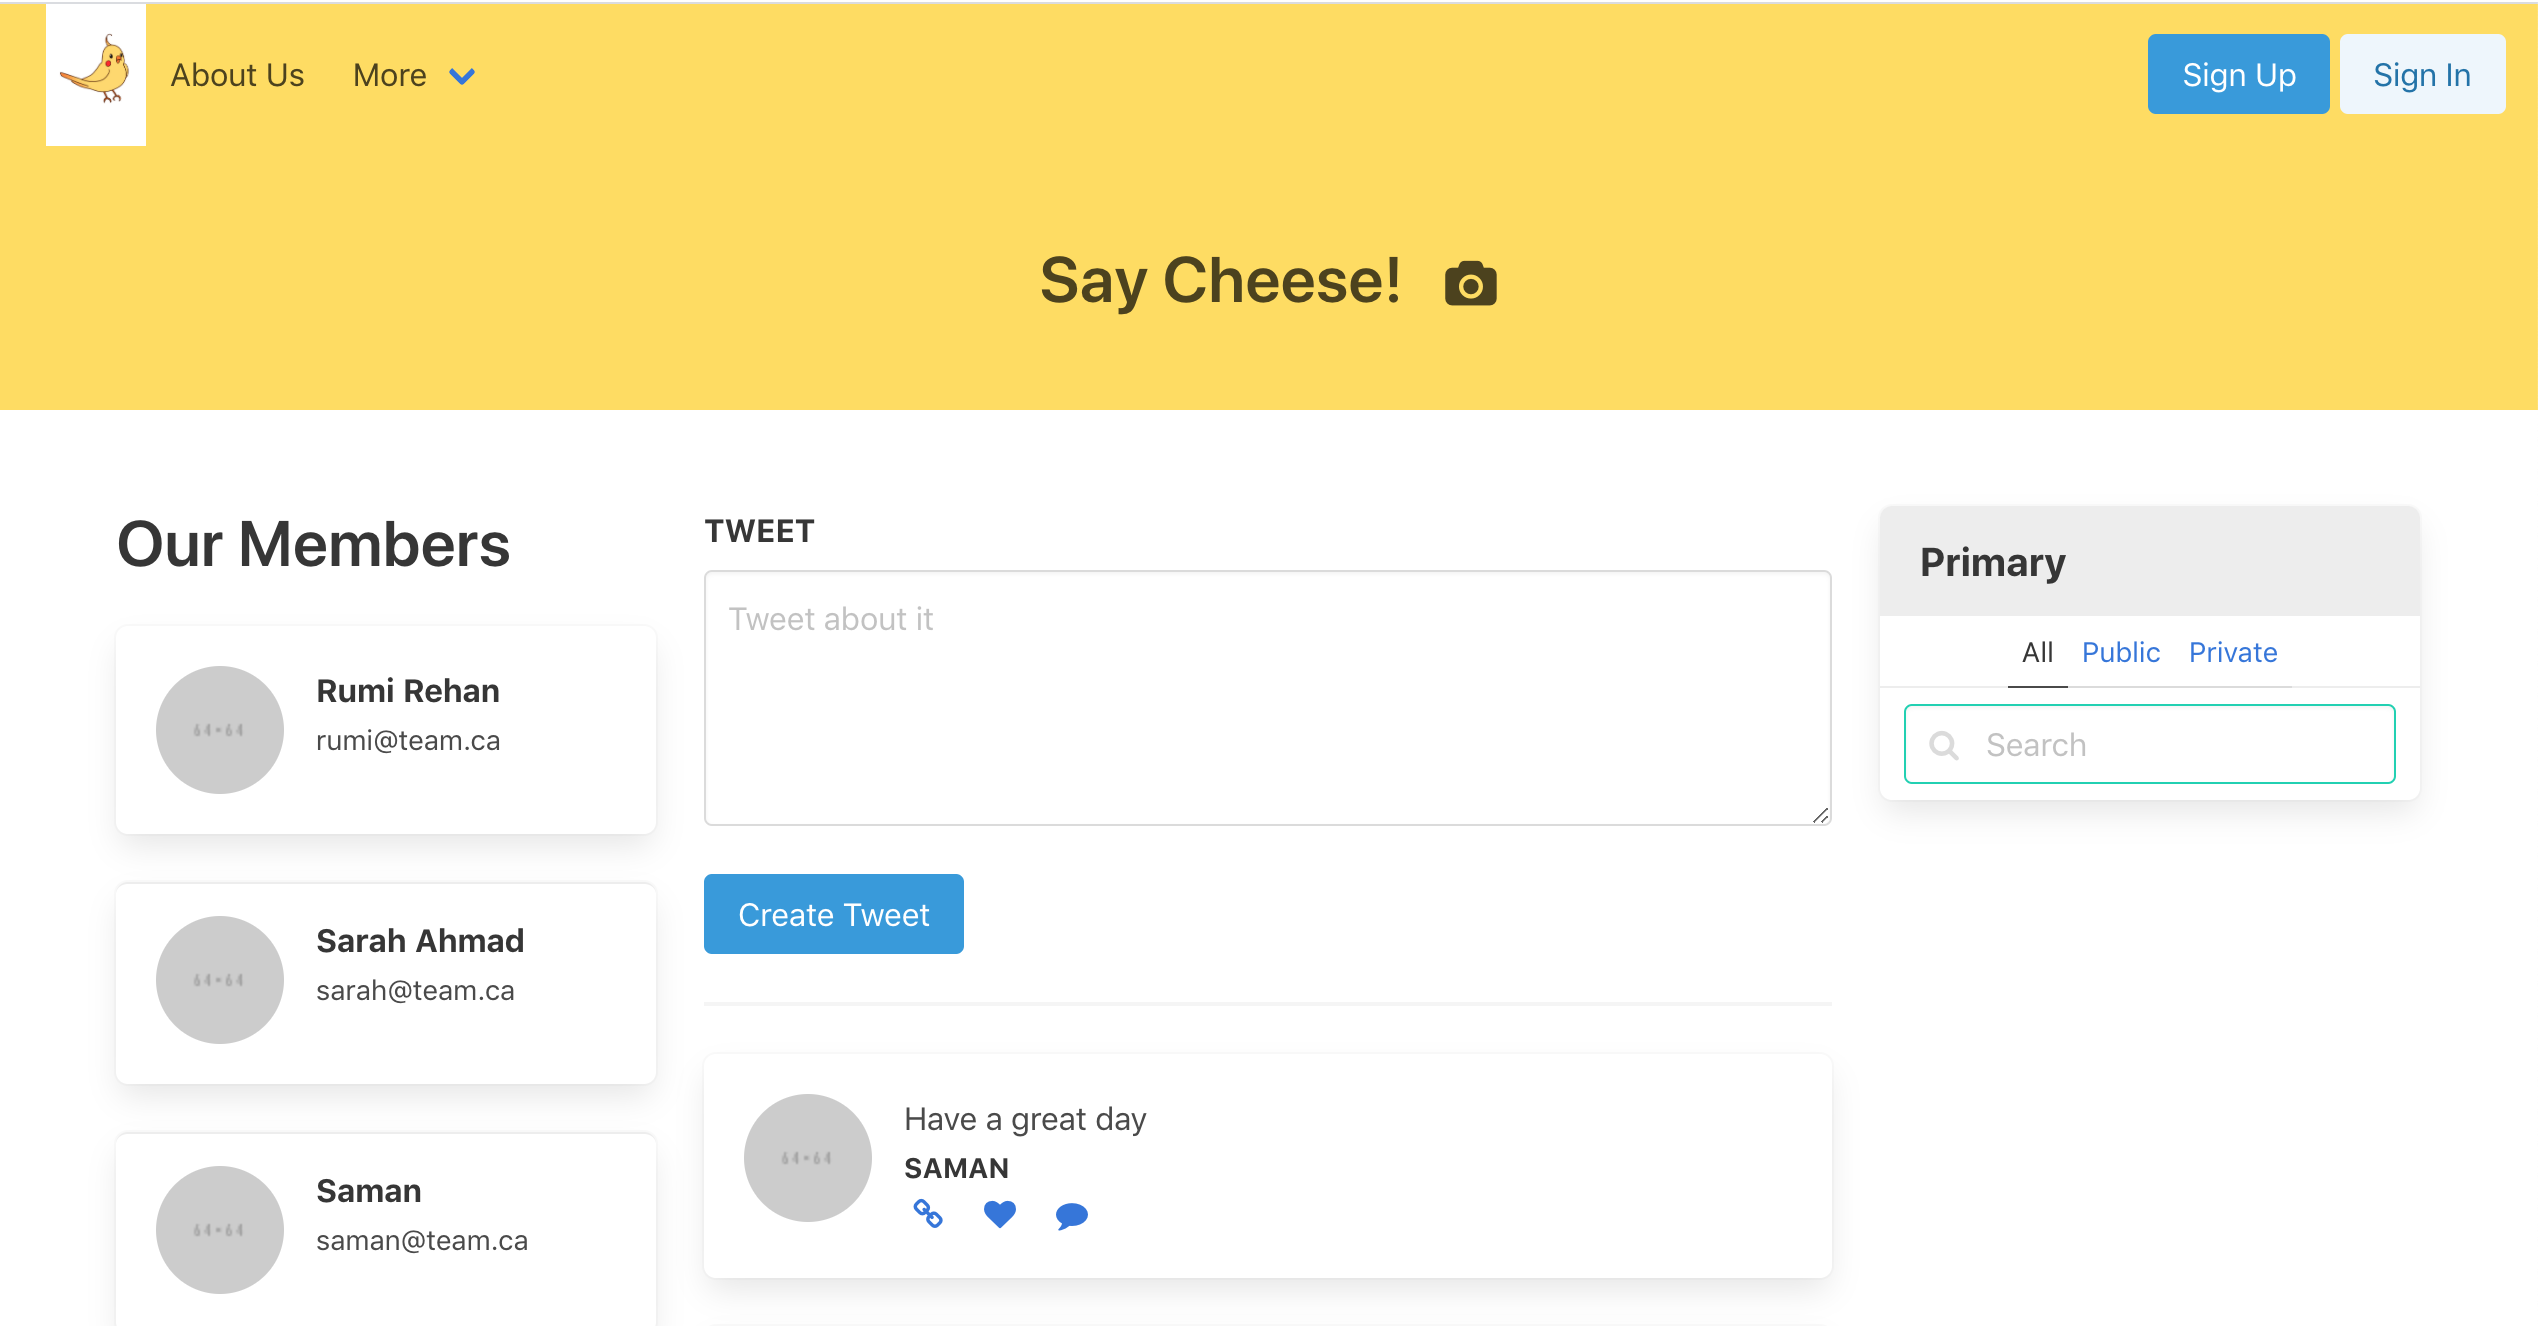 About Us
More
Sign Up
Sign In
Say Cheese!
Our Members
64×64
Rumi Rehan
rumi@team.ca
64×64
Sarah Ahmad
sarah@team.ca
64×64
Saman
saman@team.ca
TWEET
Tweet about it
Create Tweet
64×64
Have a great day
SAMAN
Primary
All Public Private
Search